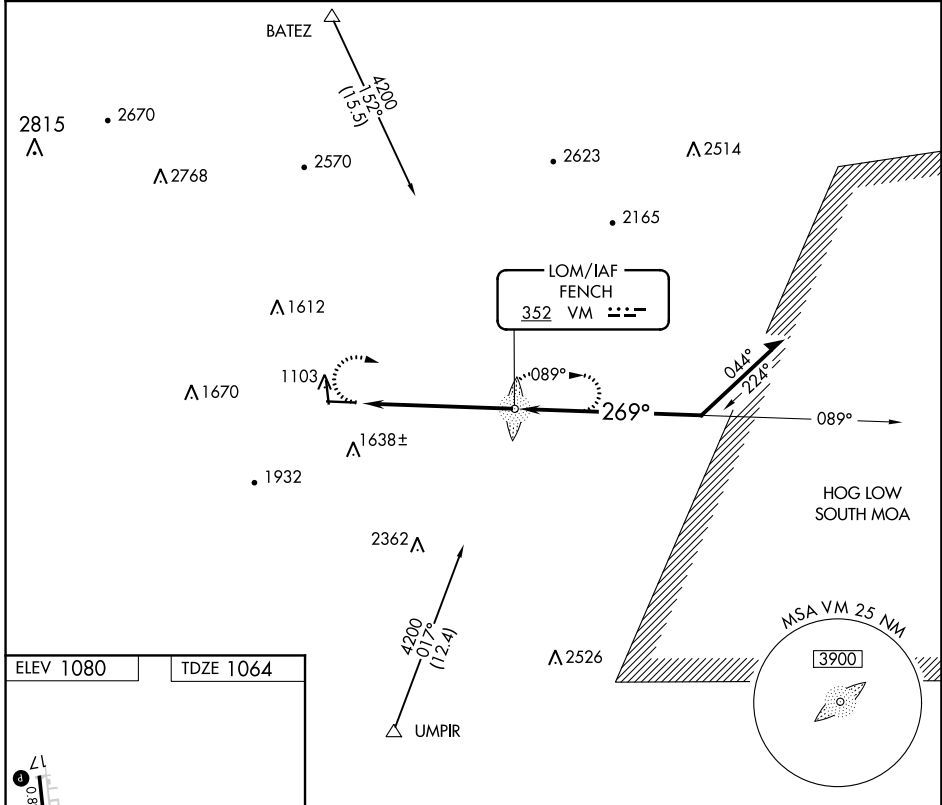 BATEZ
4200
152°
(15.5)
2815
2670
2768
2570
2623
2514
2165
LOM/IAF
FENCH
352 VM
1612
1103
1670
089°
044°
224°
269°
089°
1638±
1932
HOG LOW
SOUTH MOA
2362
4200
017°
(12.4)
2526
UMPIR
MSA VM 25 NM
3900
ELEV 1080
TDZE 1064
17
P
0.8